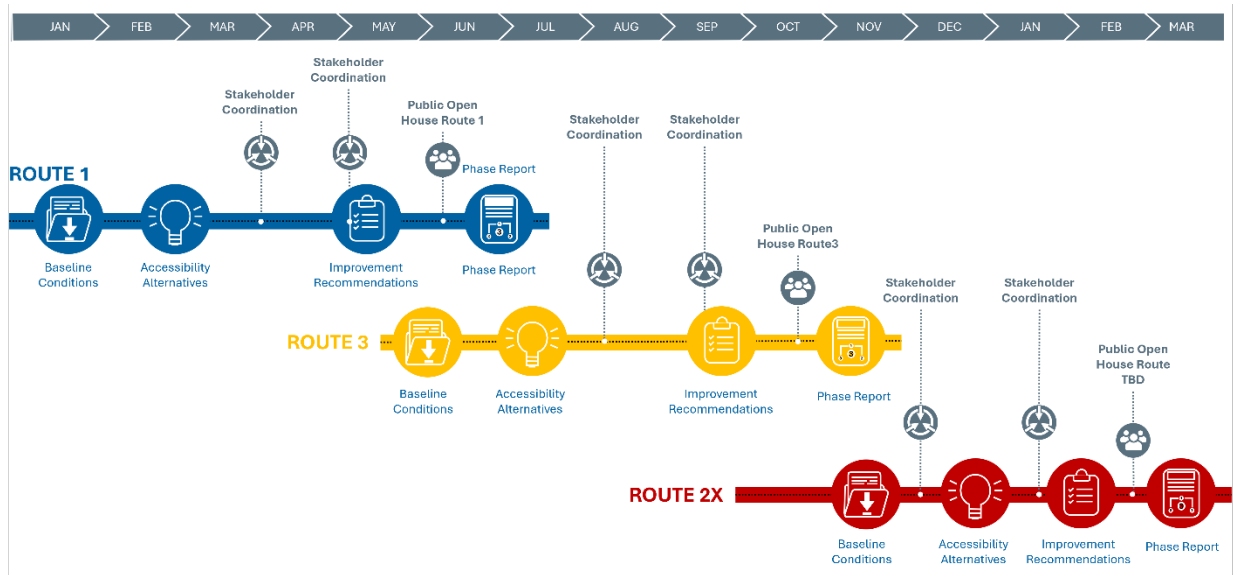 JAN FEB MAR APR MAY JUN JUL AUG SEP OCT NOV DEC JAN FEB MAR
Stakeholder
Coordination
Stakeholder
Coordination
Public Open
House Route 1
Phase Report
Stakeholder
Coordination
Stakeholder
Coordination
ROUTE 1
3
Baseline
Conditions
Accessibility
Alternatives
Improvement
Recommendations
Phase Report
Public Open
House Route3
Stakeholder
Coordination
Stakeholder
Coordination
ROUTE 3
3
Baseline
Conditions
Accessibility
Alternatives
Improvement
Recommendations
Phase Report
Public Open
House Route
TBD
ROUTE 2X
0
Baseline
Conditions
Accessibility
Alternatives
Improvement
Recommendations
Phase Report